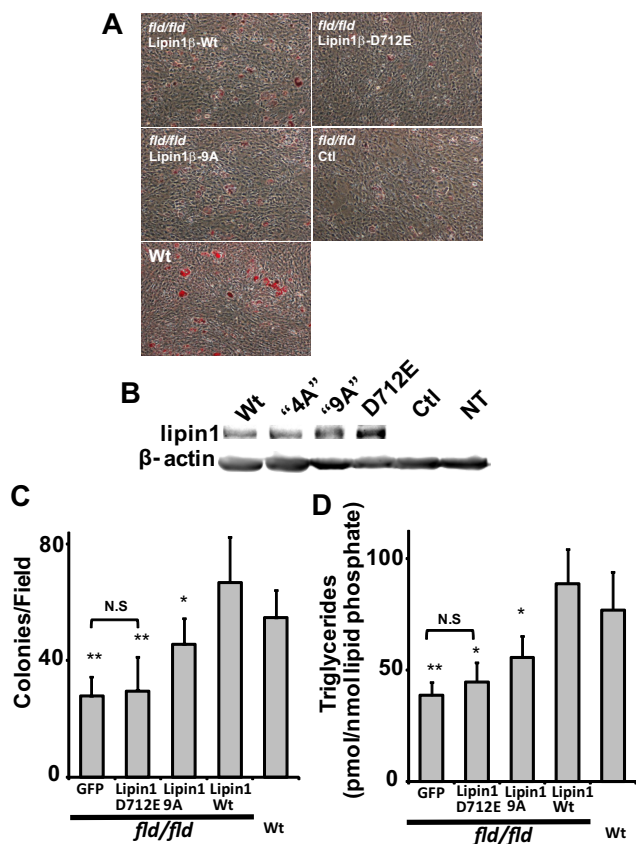 A
fld/fld
Lipin1β-Wt
fld/fld
Lipin1β-D712E
fld/fld
Lipin1β-9A
fld/fld
Ctl
Wt
B
Wt
"4A"
"9A"
D712E
Ctl
NT
lipin1
β-actin
C
Colonies/Field
80
40
0
N.S
**
**
*
GFP
Lipin1
D712E
Lipin1
9A
Lipin1
Wt
fld/fld
Wt
D
Triglycerides
(pmol/nmol lipid phosphate)
100
50
0
N.S
**
*
*
GFP
Lipin1
D712E
Lipin1
9A
Lipin1
Wt
fld/fld
Wt